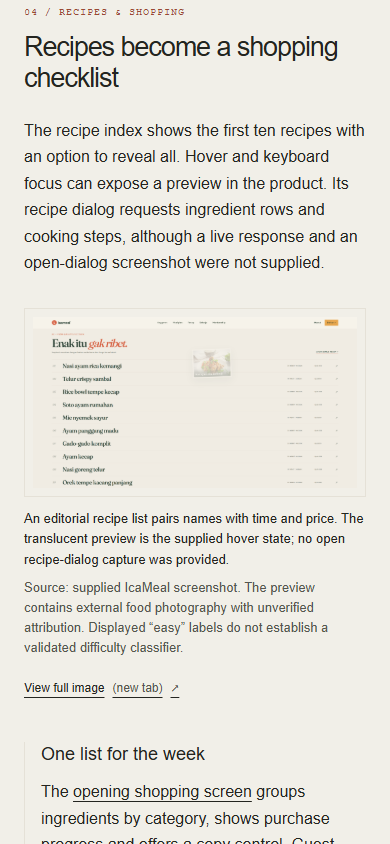 04 / RECIPES & SHOPPING
Recipes become a shopping
checklist
The recipe index shows the first ten recipes with
an option to reveal all. Hover and keyboard
focus can expose a preview in the product. Its
recipe dialog requests ingredient rows and
cooking steps, although a live response and an
open-dialog screenshot were not supplied.
Enak itu gak ribet.
Nasi ayam rica kemangi
Telur crispy sambal
Rice bowl tempe kecap
Soto ayam rumahan
Mie nyemek sayur
Ayam panggang madu
Gado-gado komplit
Ayam kecap
Nasi goreng telur
Orek tempe kacang panjang
An editorial recipe list pairs names with time and price. The
translucent preview is the supplied hover state; no open
recipe-dialog capture was provided.
Source: supplied IcaMeal screenshot. The preview
contains external food photography with unverified
attribution. Displayed “easy” labels do not establish a
validated difficulty classifier.
View full image (new tab) ↗
One list for the week
The opening shopping screen groups
ingredients by category, shows purchase
progress and offers a copy control. Guest